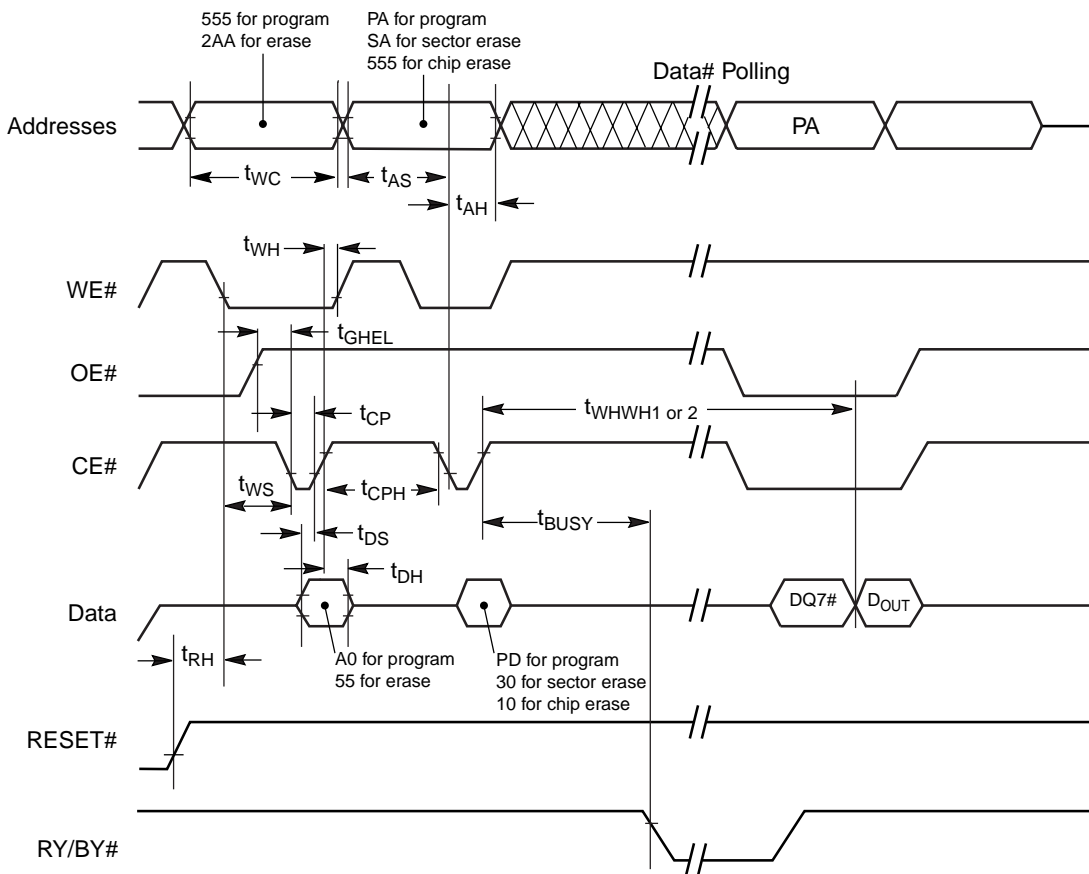 555 for program
2AA for erase
PA for program
SA for sector erase
555 for chip erase
Data# Polling
Addresses
PA
tWC
tAS
tAH
tWH
WE#
tGHEL
OE#
tWHWH1 or 2
tCP
CE#
tWS
tCPH
tBUSY
tDS
tDH
Data
DQ7#
DOUT
tRH
A0 for program
55 for erase
PD for program
30 for sector erase
10 for chip erase
RESET#
RY/BY#